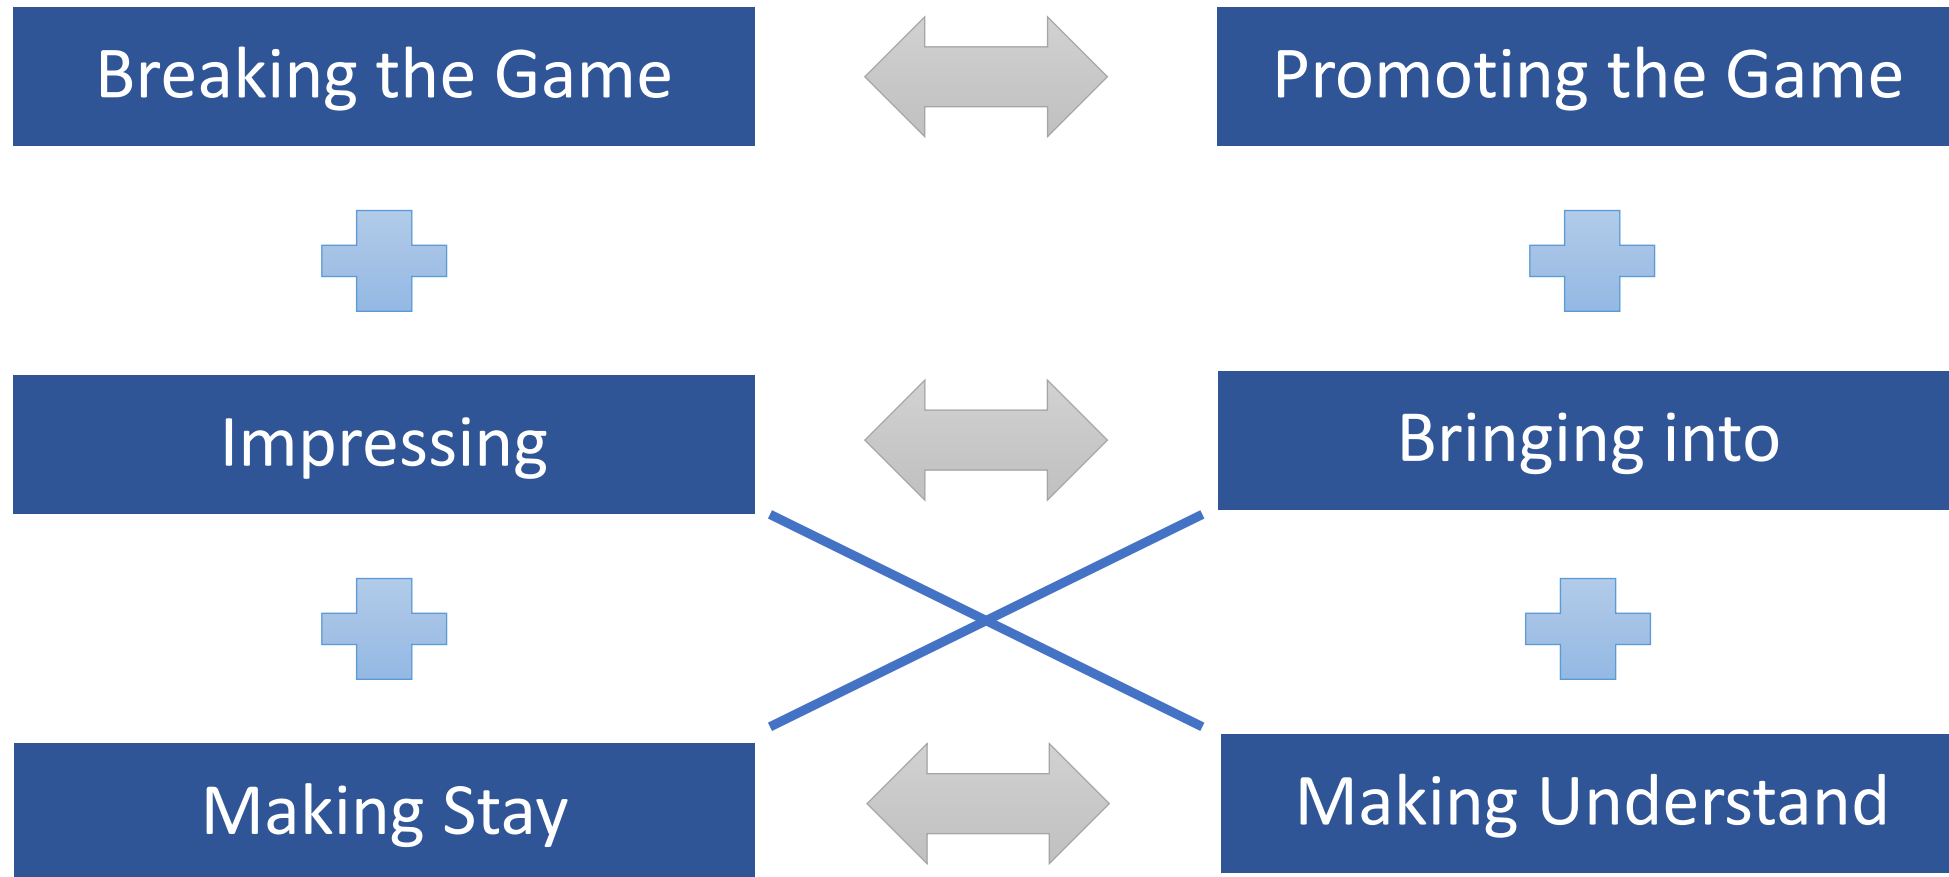 Breaking the Game
Promoting the Game
Impressing
Bringing into
Making Stay
Making Understand